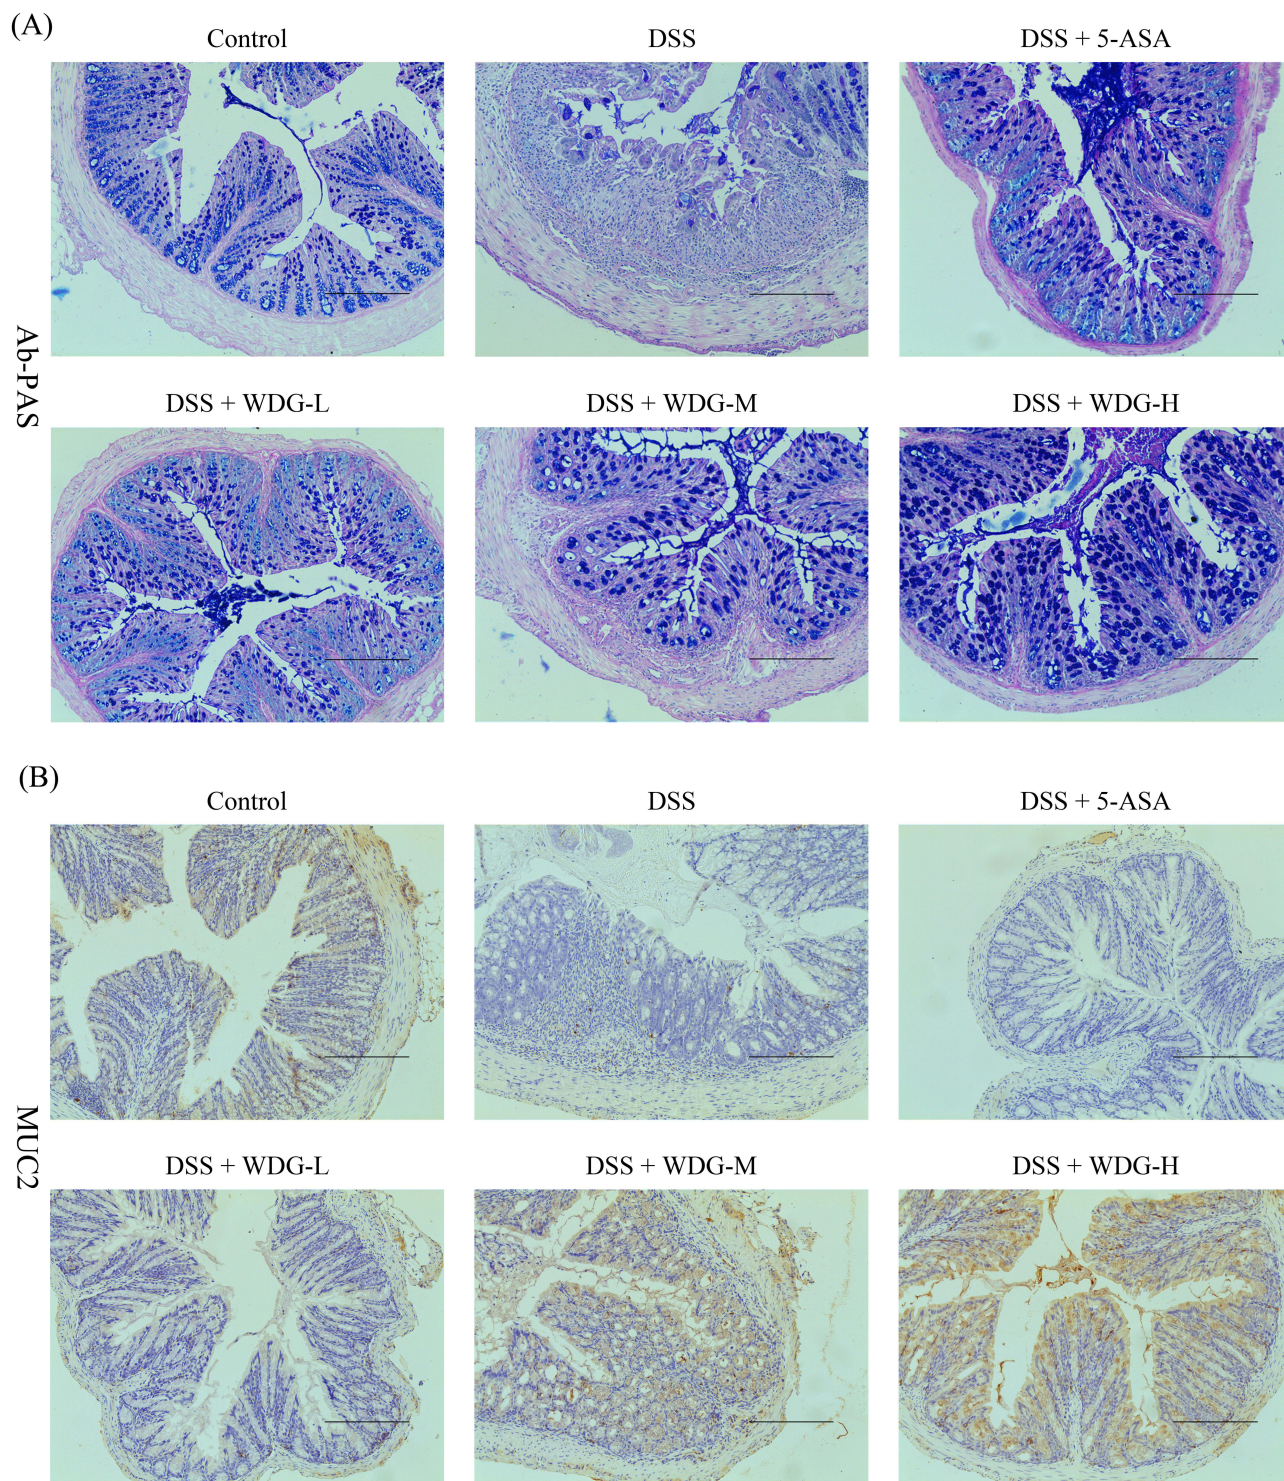 (A)
Control
DSS
DSS + 5-ASA
Ab-PAS
DSS + WDG-L
DSS + WDG-M
DSS + WDG-H
(B)
Control
DSS
DSS + 5-ASA
MUC2
DSS + WDG-L
DSS + WDG-M
DSS + WDG-H